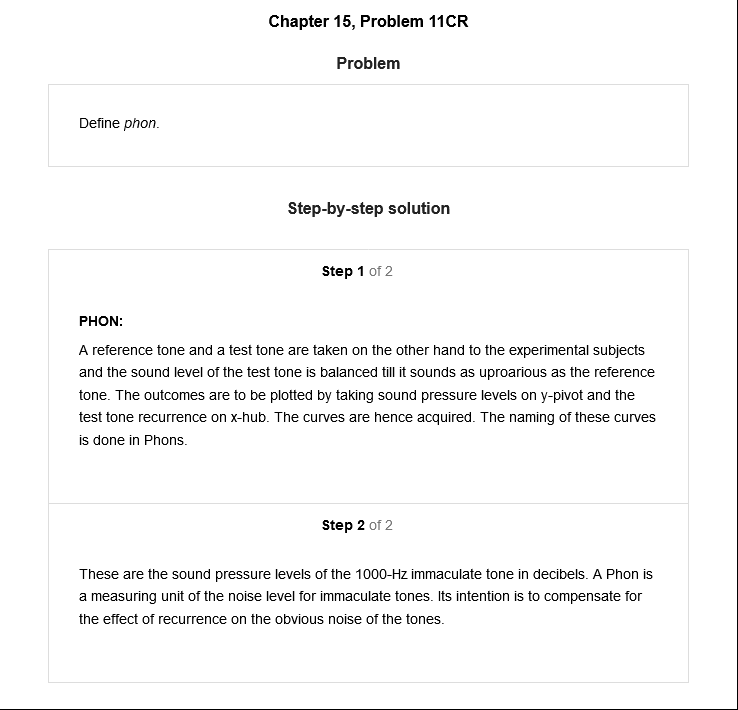 Chapter 15, Problem 11CR
Problem
Define phon.
Step-by-step solution
Step 1 of 2
PHON:
A reference tone and a test tone are taken on the other hand to the experimental subjects
and the sound level of the test tone is balanced till it sounds as uproarious as the reference
tone. The outcomes are to be plotted by taking sound pressure levels on y-pivot and the
test tone recurrence on x-hub. The curves are hence acquired. The naming of these curves
is done in Phons.
Step 2 of 2
These are the sound pressure levels of the 1000-Hz immaculate tone in decibels. A Phon is
a measuring unit of the noise level for immaculate tones. Its intention is to compensate for
the effect of recurrence on the obvious noise of the tones.